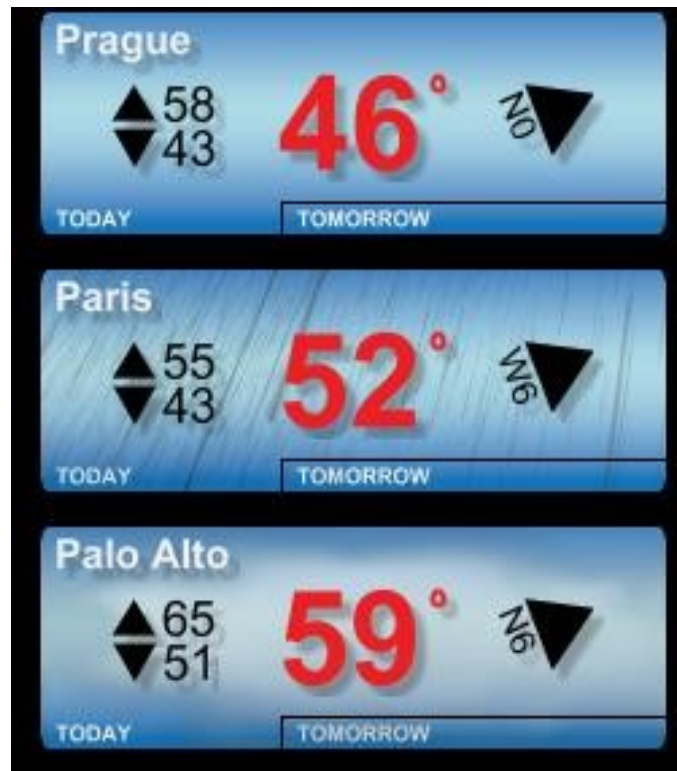 Prague
58
43
46°
N0
TODAY
TOMORROW
Paris
55
43
52°
W6
TODAY
TOMORROW
Palo Alto
65
51
59°
N6
TODAY
TOMORROW